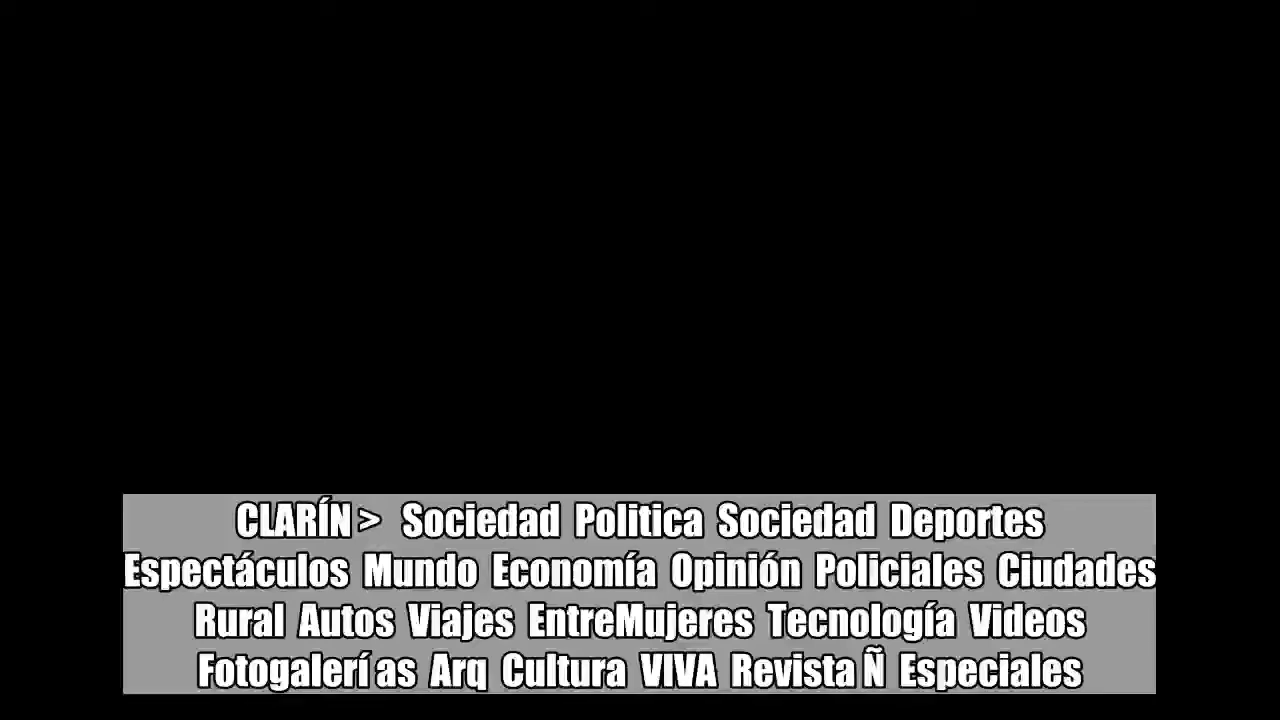 CLARÍN > Sociedad Politica Sociedad Deportes
Espectáculos Mundo Economía Opinión Policiales Ciudades
Rural Autos Viajes EntreMujeres Tecnología Videos
Fotogalerí as Arq Cultura VIVA Revista Ñ Especiales